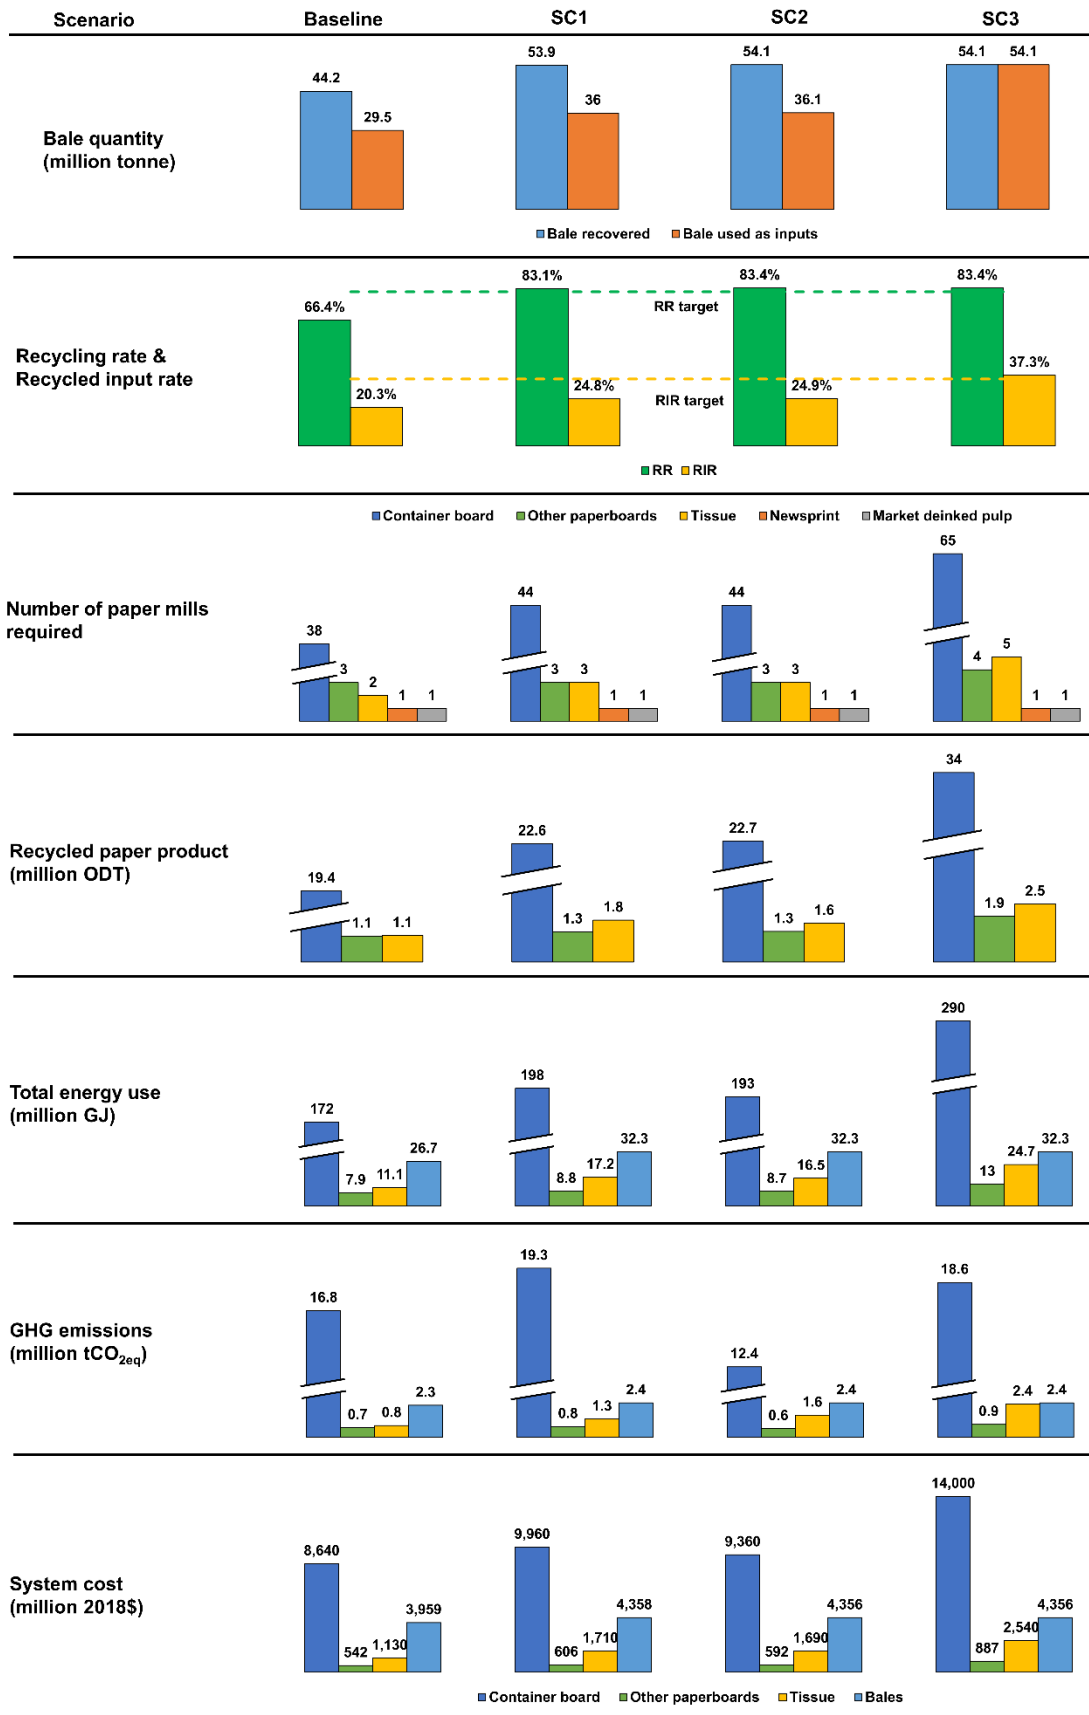 Scenario Baseline SC1 SC2 SC3
53.9 54.1 54.1 54.1
44.2 36 36.1
29.5
Bale quantity
(million tonne)
Bale recovered Bale used as inputs
83.1% 83.4% 83.4%
66.4% RR target
Recycling rate &
Recycled input rate
37.3%
20.3% 24.8% 24.9%
RIR target
RR RIR
Container board Other paperboards Tissue Newsprint Market deinked pulp
Number of paper mills
required
38 3 2 1 1
44 3 3 1 1
44 3 3 1 1
65 4 5 1 1
Recycled paper product
(million ODT)
19.4 1.1 1.1
22.6 1.3 1.8
22.7 1.3 1.6
34 1.9 2.5
Total energy use
(million GJ)
172 7.9 11.1 26.7
198 8.8 17.2 32.3
193 8.7 16.5 32.3
290 13 24.7 32.3
GHG emissions
(million tCO2eq)
16.8 0.7 0.8 2.3
19.3 0.8 1.3 2.4
12.4 0.6 1.6 2.4
18.6 0.9 2.4 2.4
System cost
(million 2018$)
8,640 542 1,130 3,959
9,960 606 1,710 4,358
9,360 592 1,690 4,356
14,000 887 2,540 4,356
Container board Other paperboards Tissue Bales